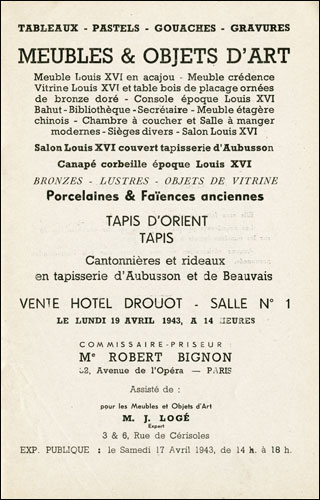 TABLEAUX - PASTELS - GOUACHES - GRAVURES
MEUBLES & OBJETS D'ART
Meuble Louis XVI en acajou - Meuble crédence
Vitrine Louis XVI et table bois de placage ornées
de bronze doré - Console époque Louis XVI
Bahut - Bibliothèque - Secrétaire - Meuble étagère
chinois - Chambre à coucher et Salle à manger
modernes - Sièges divers - Salon Louis XVI
Salon Louis XVI couvert tapisserie d'Aubusson
Canapé corbeille époque Louis XVI
BRONZES - LUSTRES - OBJETS DE VITRINE
Porcelaines & Faïences anciennes
TAPIS D'ORIENT
TAPIS
Cantonnières et rideaux
en tapisserie d'Aubusson et de Beauvais
VENTE HOTEL DROUOT - SALLE N° 1
LE LUNDI 19 AVRIL 1943, A 14 HEURES
COMMISSAIRE-PRISEUR
Me ROBERT BIGNON
Avenue de l'Opéra — PARIS
Assisté de :
pour les Meubles et Objets d'Art
M. J. LOGÉ
Expert
3 & 6, Rue de Cérisoles
EXP. PUBLIQUE : le Samedi 17 Avril 1943, de 14 h. à 18 h.